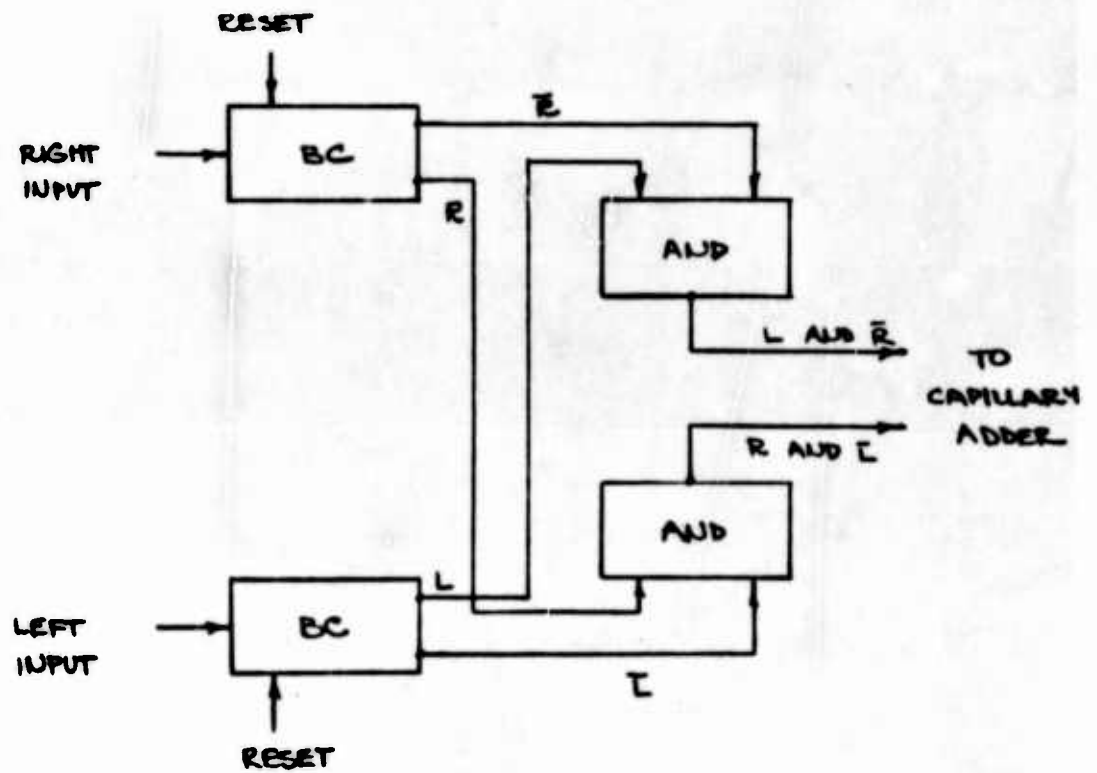 RESET
RIGHT
INPUT
BC
R̄
R
AND
L AND R̄
TO
CAPILLARY
ADDER
R AND L̄
AND
L
LEFT
INPUT
BC
L̄
RESET